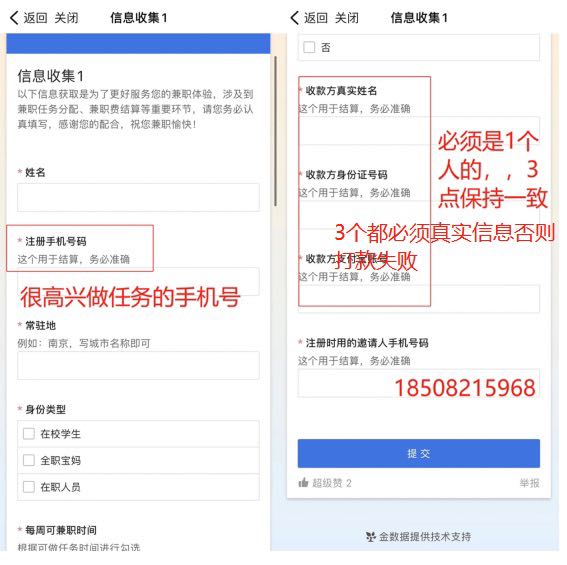 返回 关闭 信息收集1
信息收集1
以下信息获取是为了更好服务您的兼职体验，涉及到
兼职任务分配、兼职费结算等重要环节，请您务必认
真填写，感谢您的配合，祝您兼职愉快！
* 姓名
* 注册手机号码
这个用于结算，务必准确
很高兴做任务的手机号
* 常驻地
例如：南京，写城市名称即可
* 身份类型
在校学生
全职宝妈
在职人员
* 每周可兼职时间
根据可做任务时间进行勾选
返回 关闭 信息收集1
否
* 收款方真实姓名
这个用于结算，务必准确
必须是1个
人的，，3
点保持一致
* 收款方身份证号码
这个用于结算，务必准确
3个都必须真实信息否则
打款失败
* 收款方支付宝账号
这个用于结算，务必准确
* 注册时用的邀请人手机号码
这个用于结算，务必准确
18508215968
提交
超级赞 2
举报
金数据提供技术支持